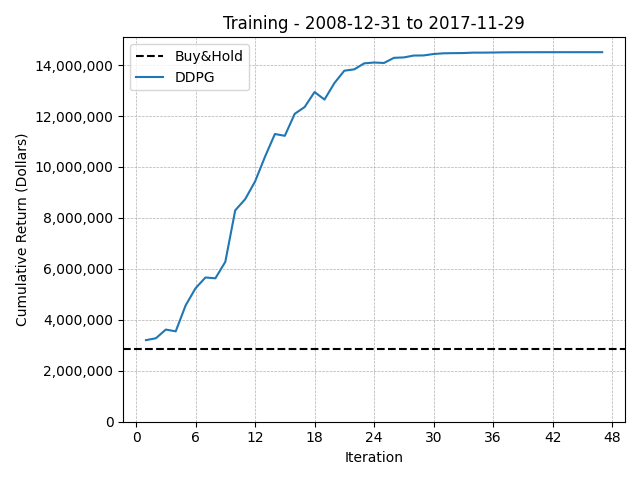 Training - 2008-12-31 to 2017-11-29
Buy&Hold
DDPG
Cumulative Return (Dollars)
14,000,000
12,000,000
10,000,000
8,000,000
6,000,000
4,000,000
2,000,000
0
0 6 12 18 24 30 36 42 48
Iteration